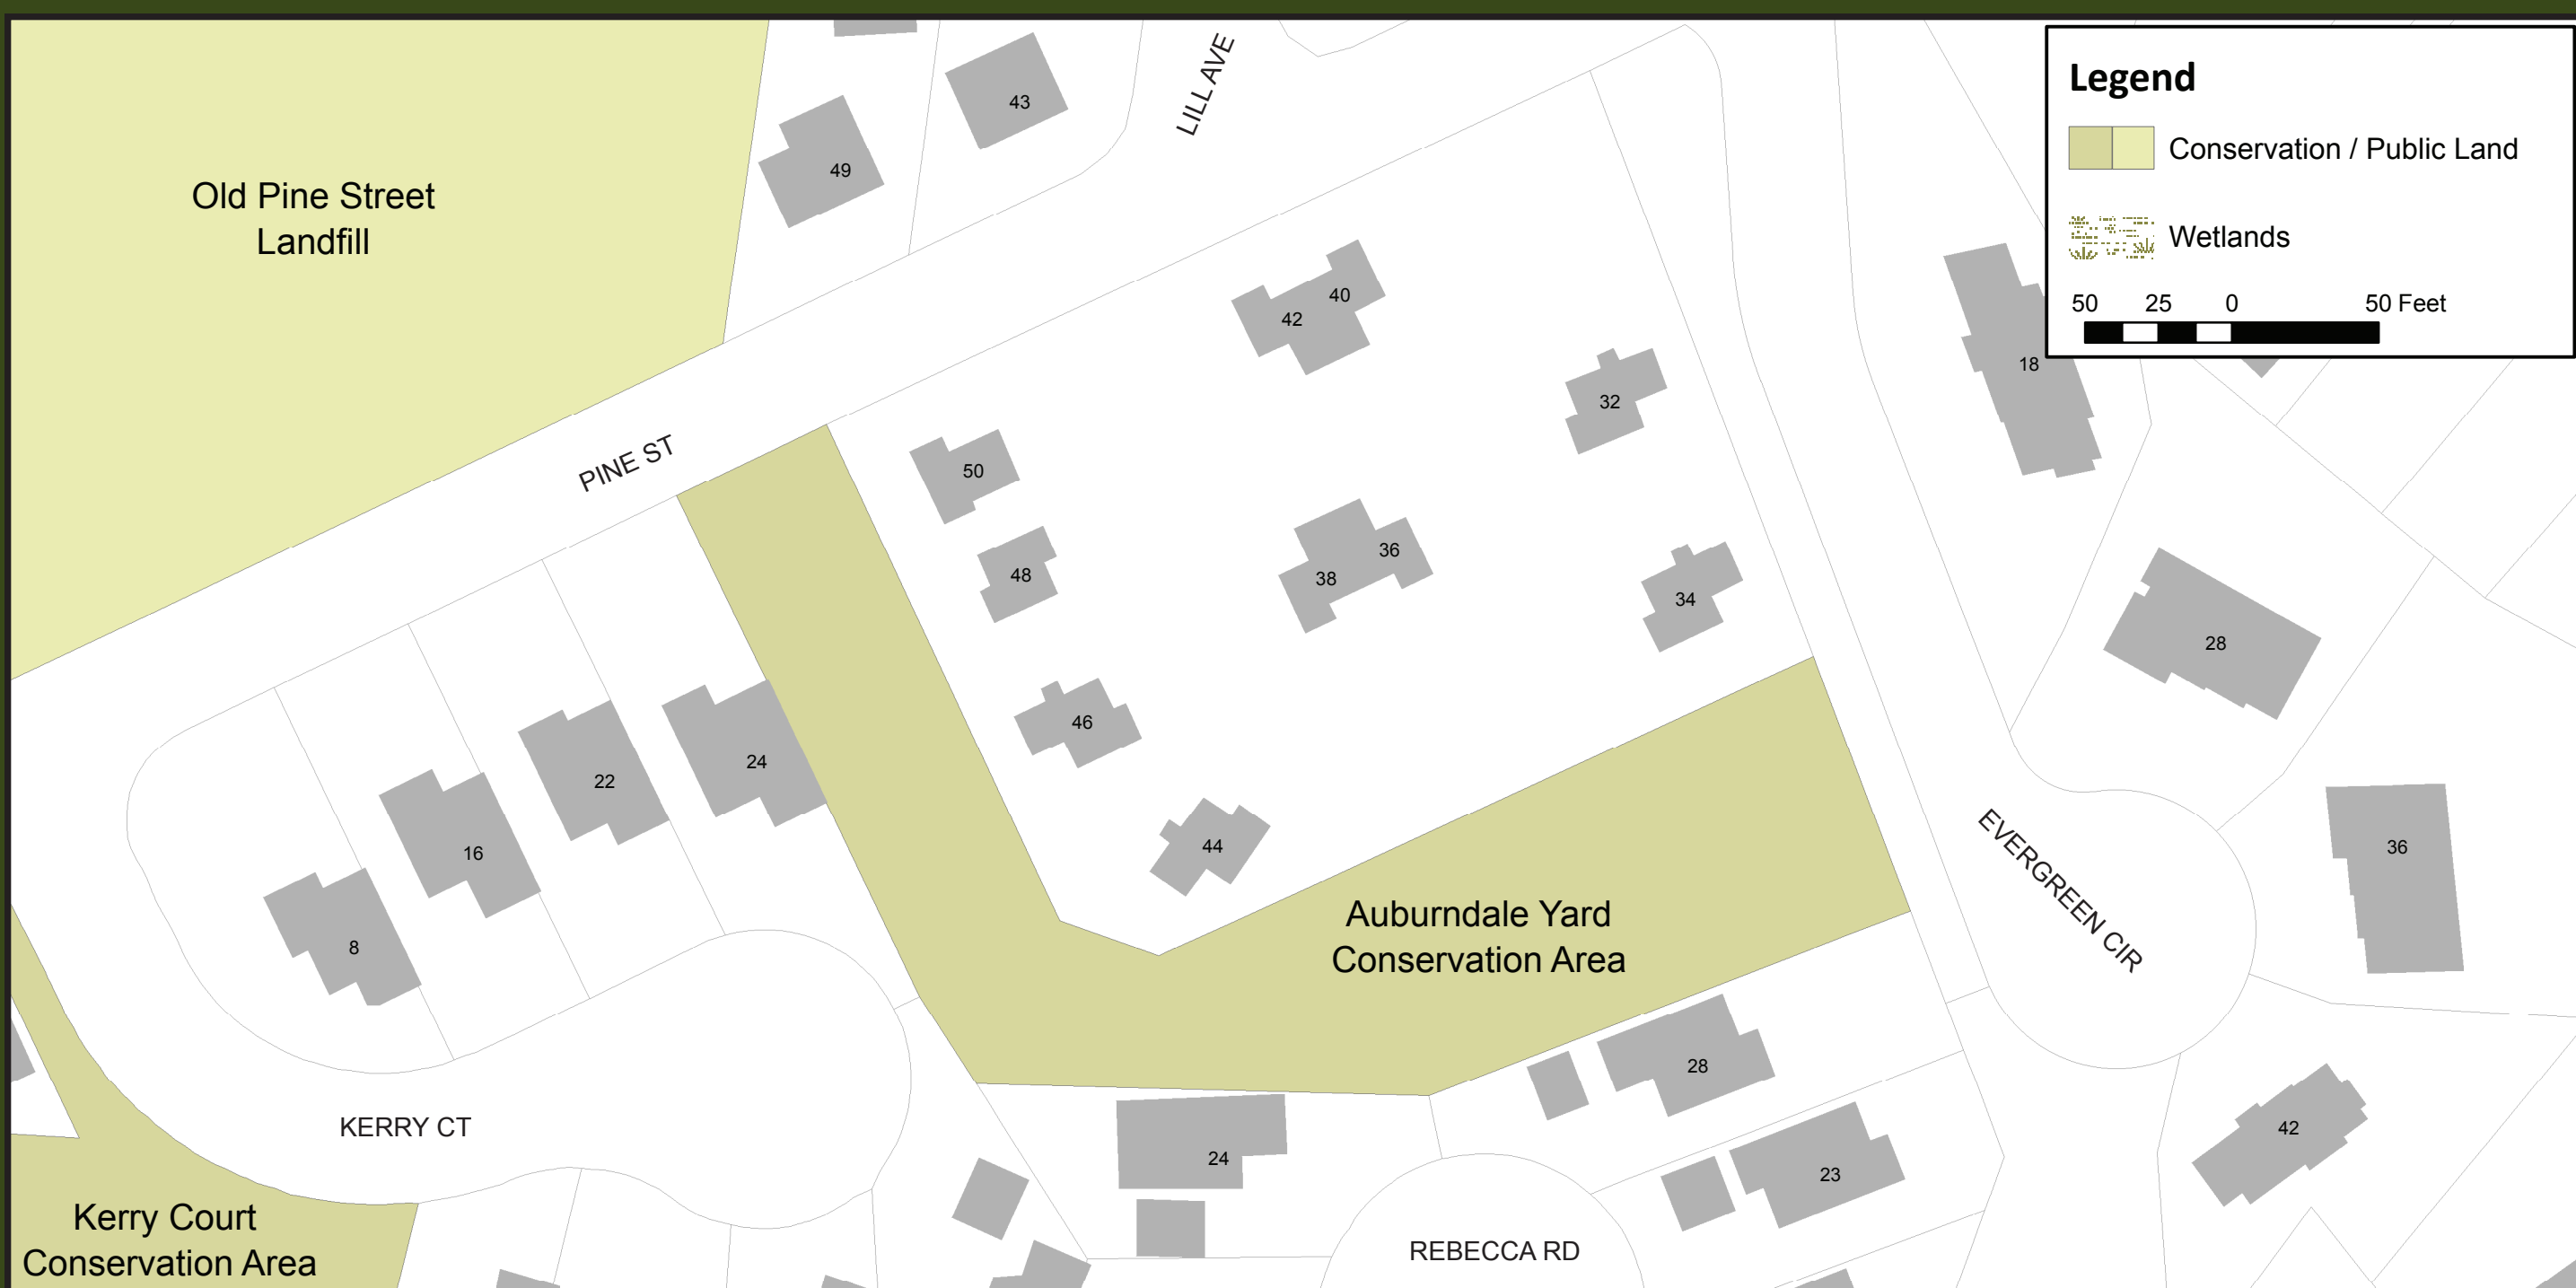 Legend
Conservation / Public Land
Wetlands
50 25 0 50 Feet
Old Pine Street
Landfill
43
49
LILL AVE
PINE ST
40
42
32
18
50
48
36
38
34
46
44
28
22
24
16
8
36
EVERGREEN CIR
Auburndale Yard
Conservation Area
28
24
23
42
KERRY CT
Kerry Court
Conservation Area
REBECCA RD